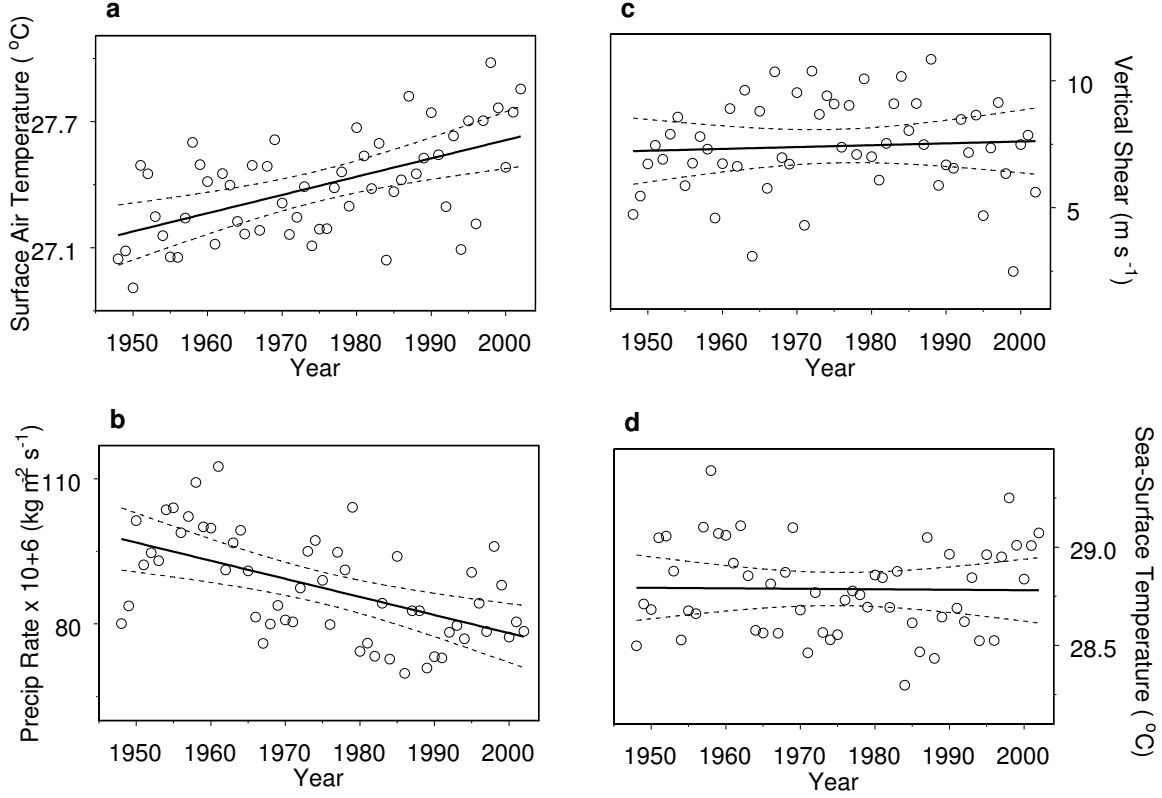 a
Surface Air Temperature ( °C)
27.7
27.1
1950 1960 1970 1980 1990 2000
Year
c
Vertical Shear (m s-1)
10
5
1950 1960 1970 1980 1990 2000
Year
b
Precip Rate x 10+6 (kg m-2 s-1)
110
80
1950 1960 1970 1980 1990 2000
Year
d
Sea-Surface Temperature ( °C)
29.0
28.5
1950 1960 1970 1980 1990 2000
Year